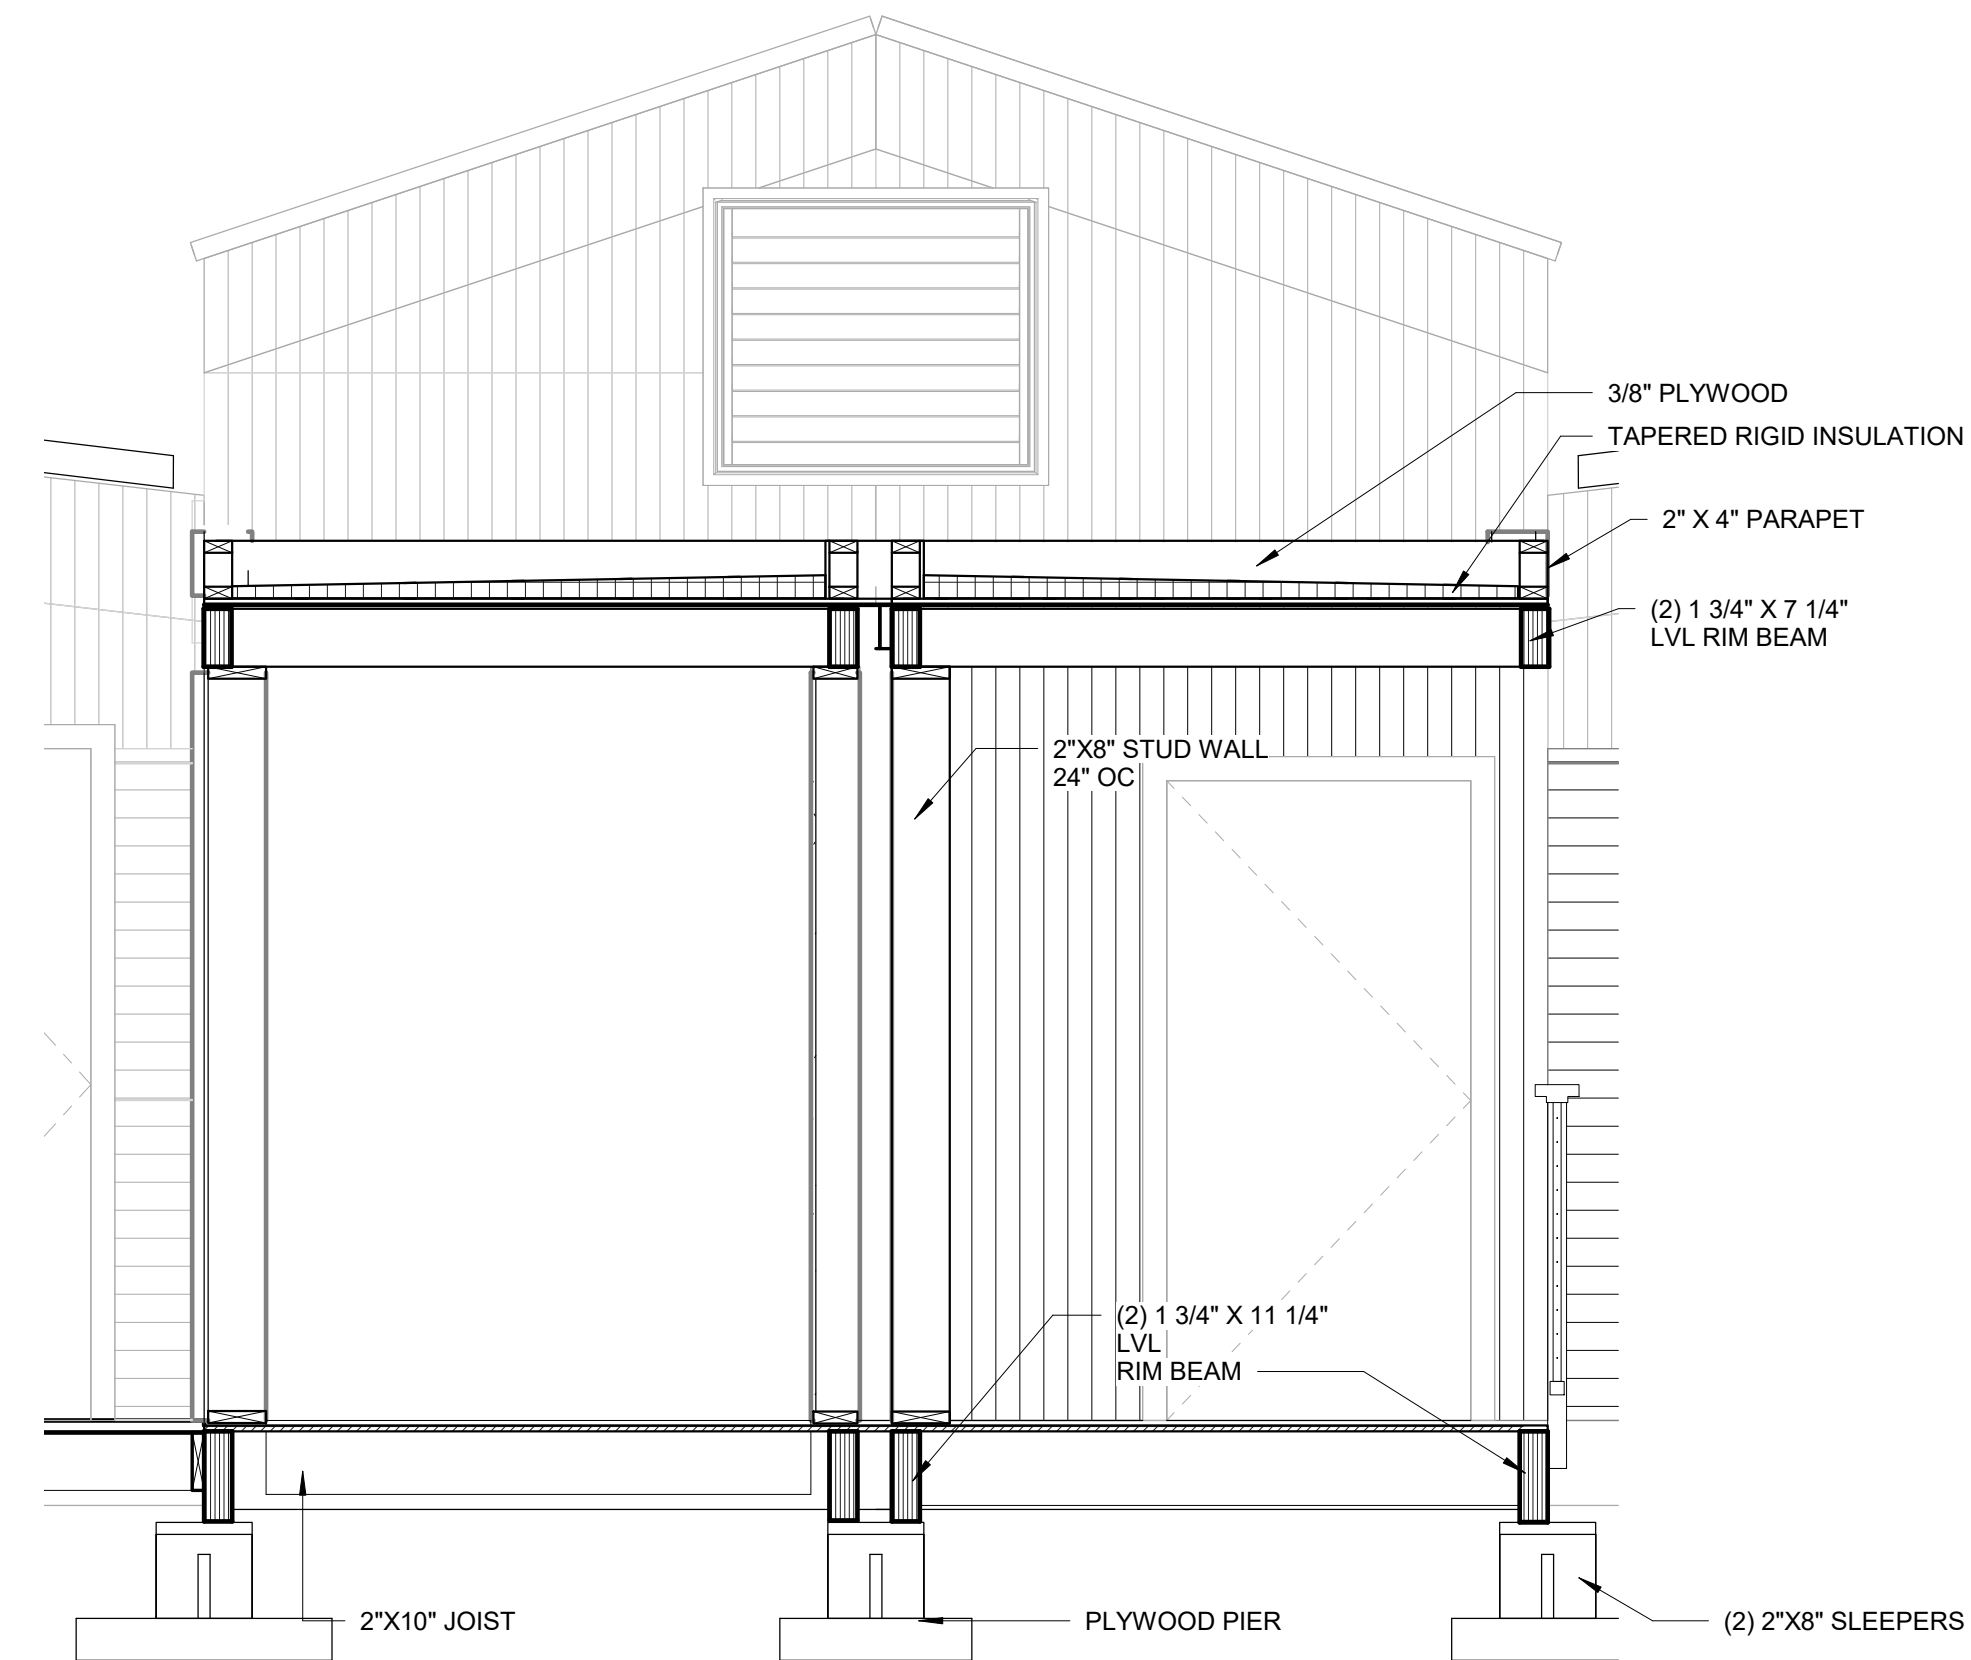 3/8" PLYWOOD
TAPERED RIGID INSULATION
2" X 4" PARAPET
(2) 1 3/4" X 7 1/4"
LVL RIM BEAM
2"X8" STUD WALL
24" OC
(2) 1 3/4" X 11 1/4"
LVL
RIM BEAM
2"X10" JOIST
PLYWOOD PIER
(2) 2"X8" SLEEPERS